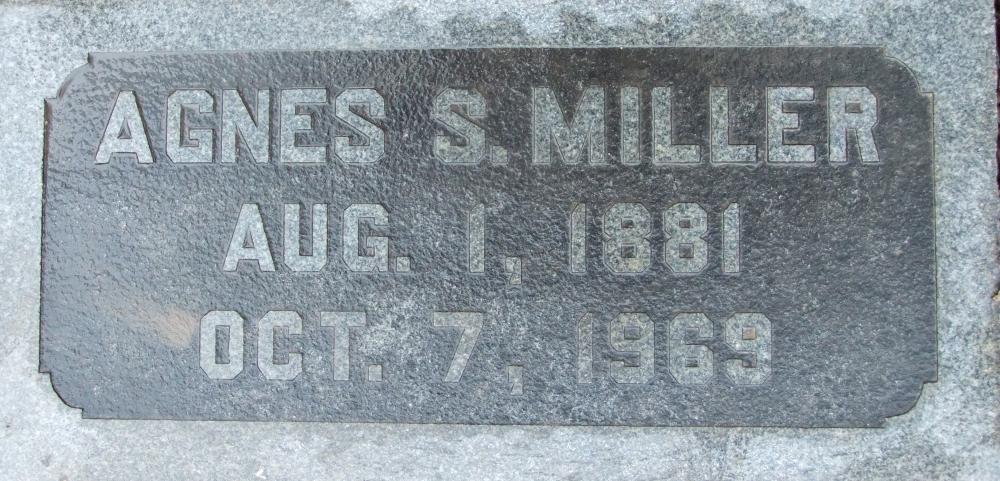 AGNES S. MILLER
AUG. 1, 1881
OCT. 7, 1969